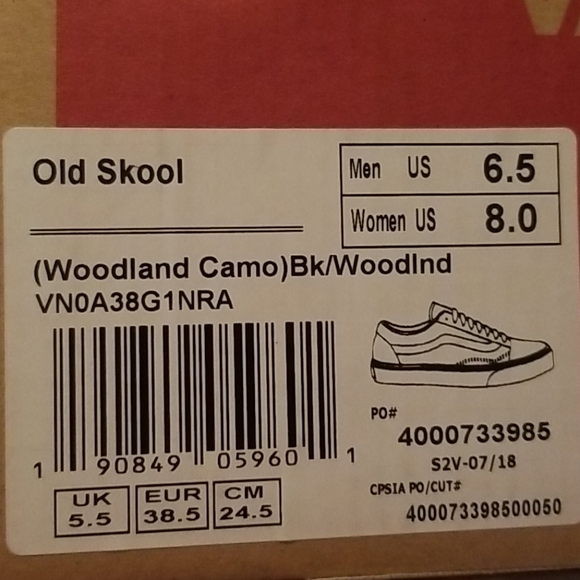 Old Skool
Men US 6.5
Women US 8.0
(Woodland Camo)Bk/Woodlnd
VN0A38G1NRA
1 90849 05960 1
PO#
4000733985
S2V-07/18
CPSIA PO/CUT#
400073398500050
UK EUR CM
5.5 38.5 24.5